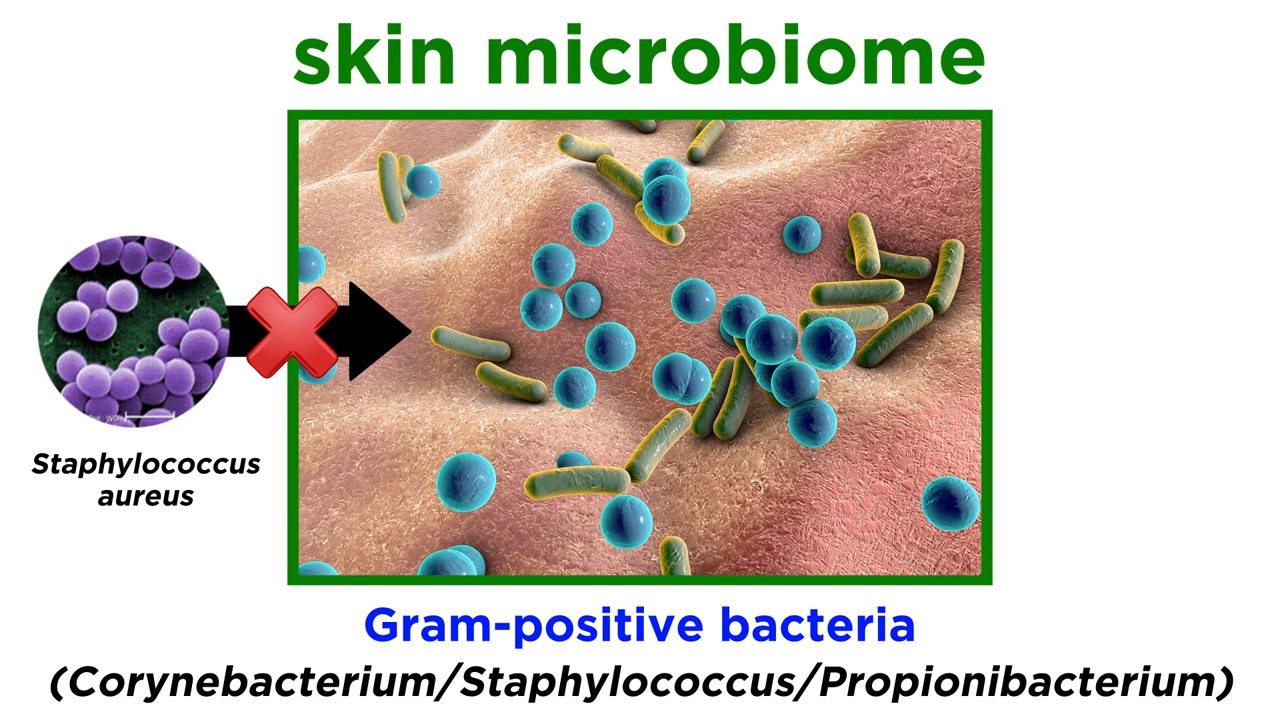 skin microbiome
Staphylococcus
aureus
Gram-positive bacteria
(Corynebacterium/Staphylococcus/Propionibacterium)